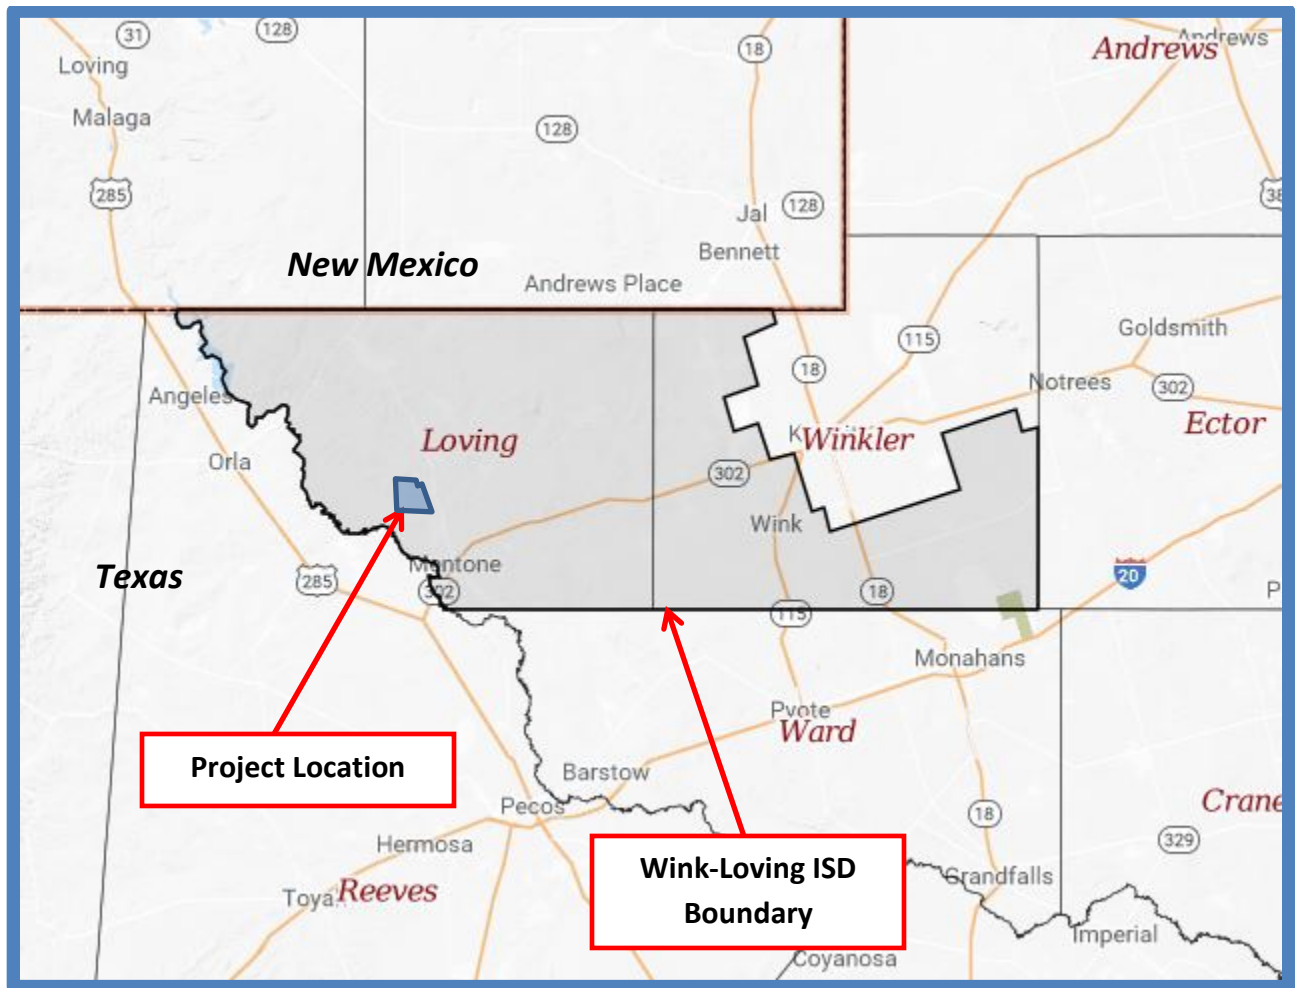 31
128
18
Andrews
Andrews
Loving
Malaga
128
285
38
Jal
128
New Mexico
Bennett
Andrews Place
Goldsmith
115
18
Notrees
302
Angeles
Loving
Winkler
Ector
Orla
302
Wink
Mentone
Texas
285
302
18
20
P
115
Monahans
Pyote
Ward
Project Location
Barstow
Pecos
Crane
18
Hermosa
329
Wink-Loving ISD
Boundary
Grandfalls
Reeves
Imperial
Coyanosa